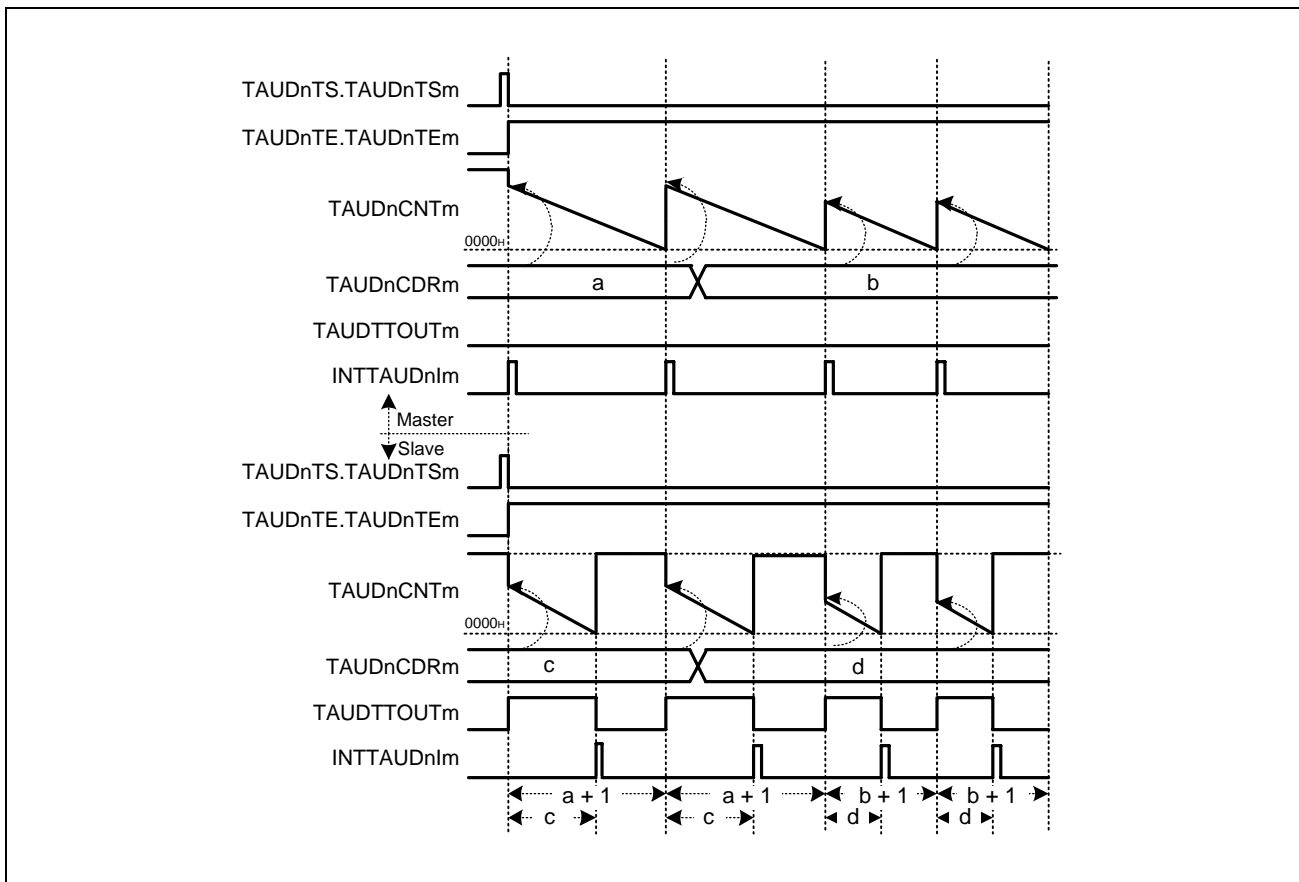 TAUDnTS.TAUDnTSm
TAUDnTE.TAUDnTEm
TAUDnCNTm
0000H
TAUDnCDRm
a
b
TAUDTTOUTm
INTTAUDnIm
Master
Slave
TAUDnTS.TAUDnTSm
TAUDnTE.TAUDnTEm
TAUDnCNTm
0000H
TAUDnCDRm
c
d
TAUDTTOUTm
INTTAUDnIm
a + 1
a + 1
b + 1
b + 1
c
c
d
d